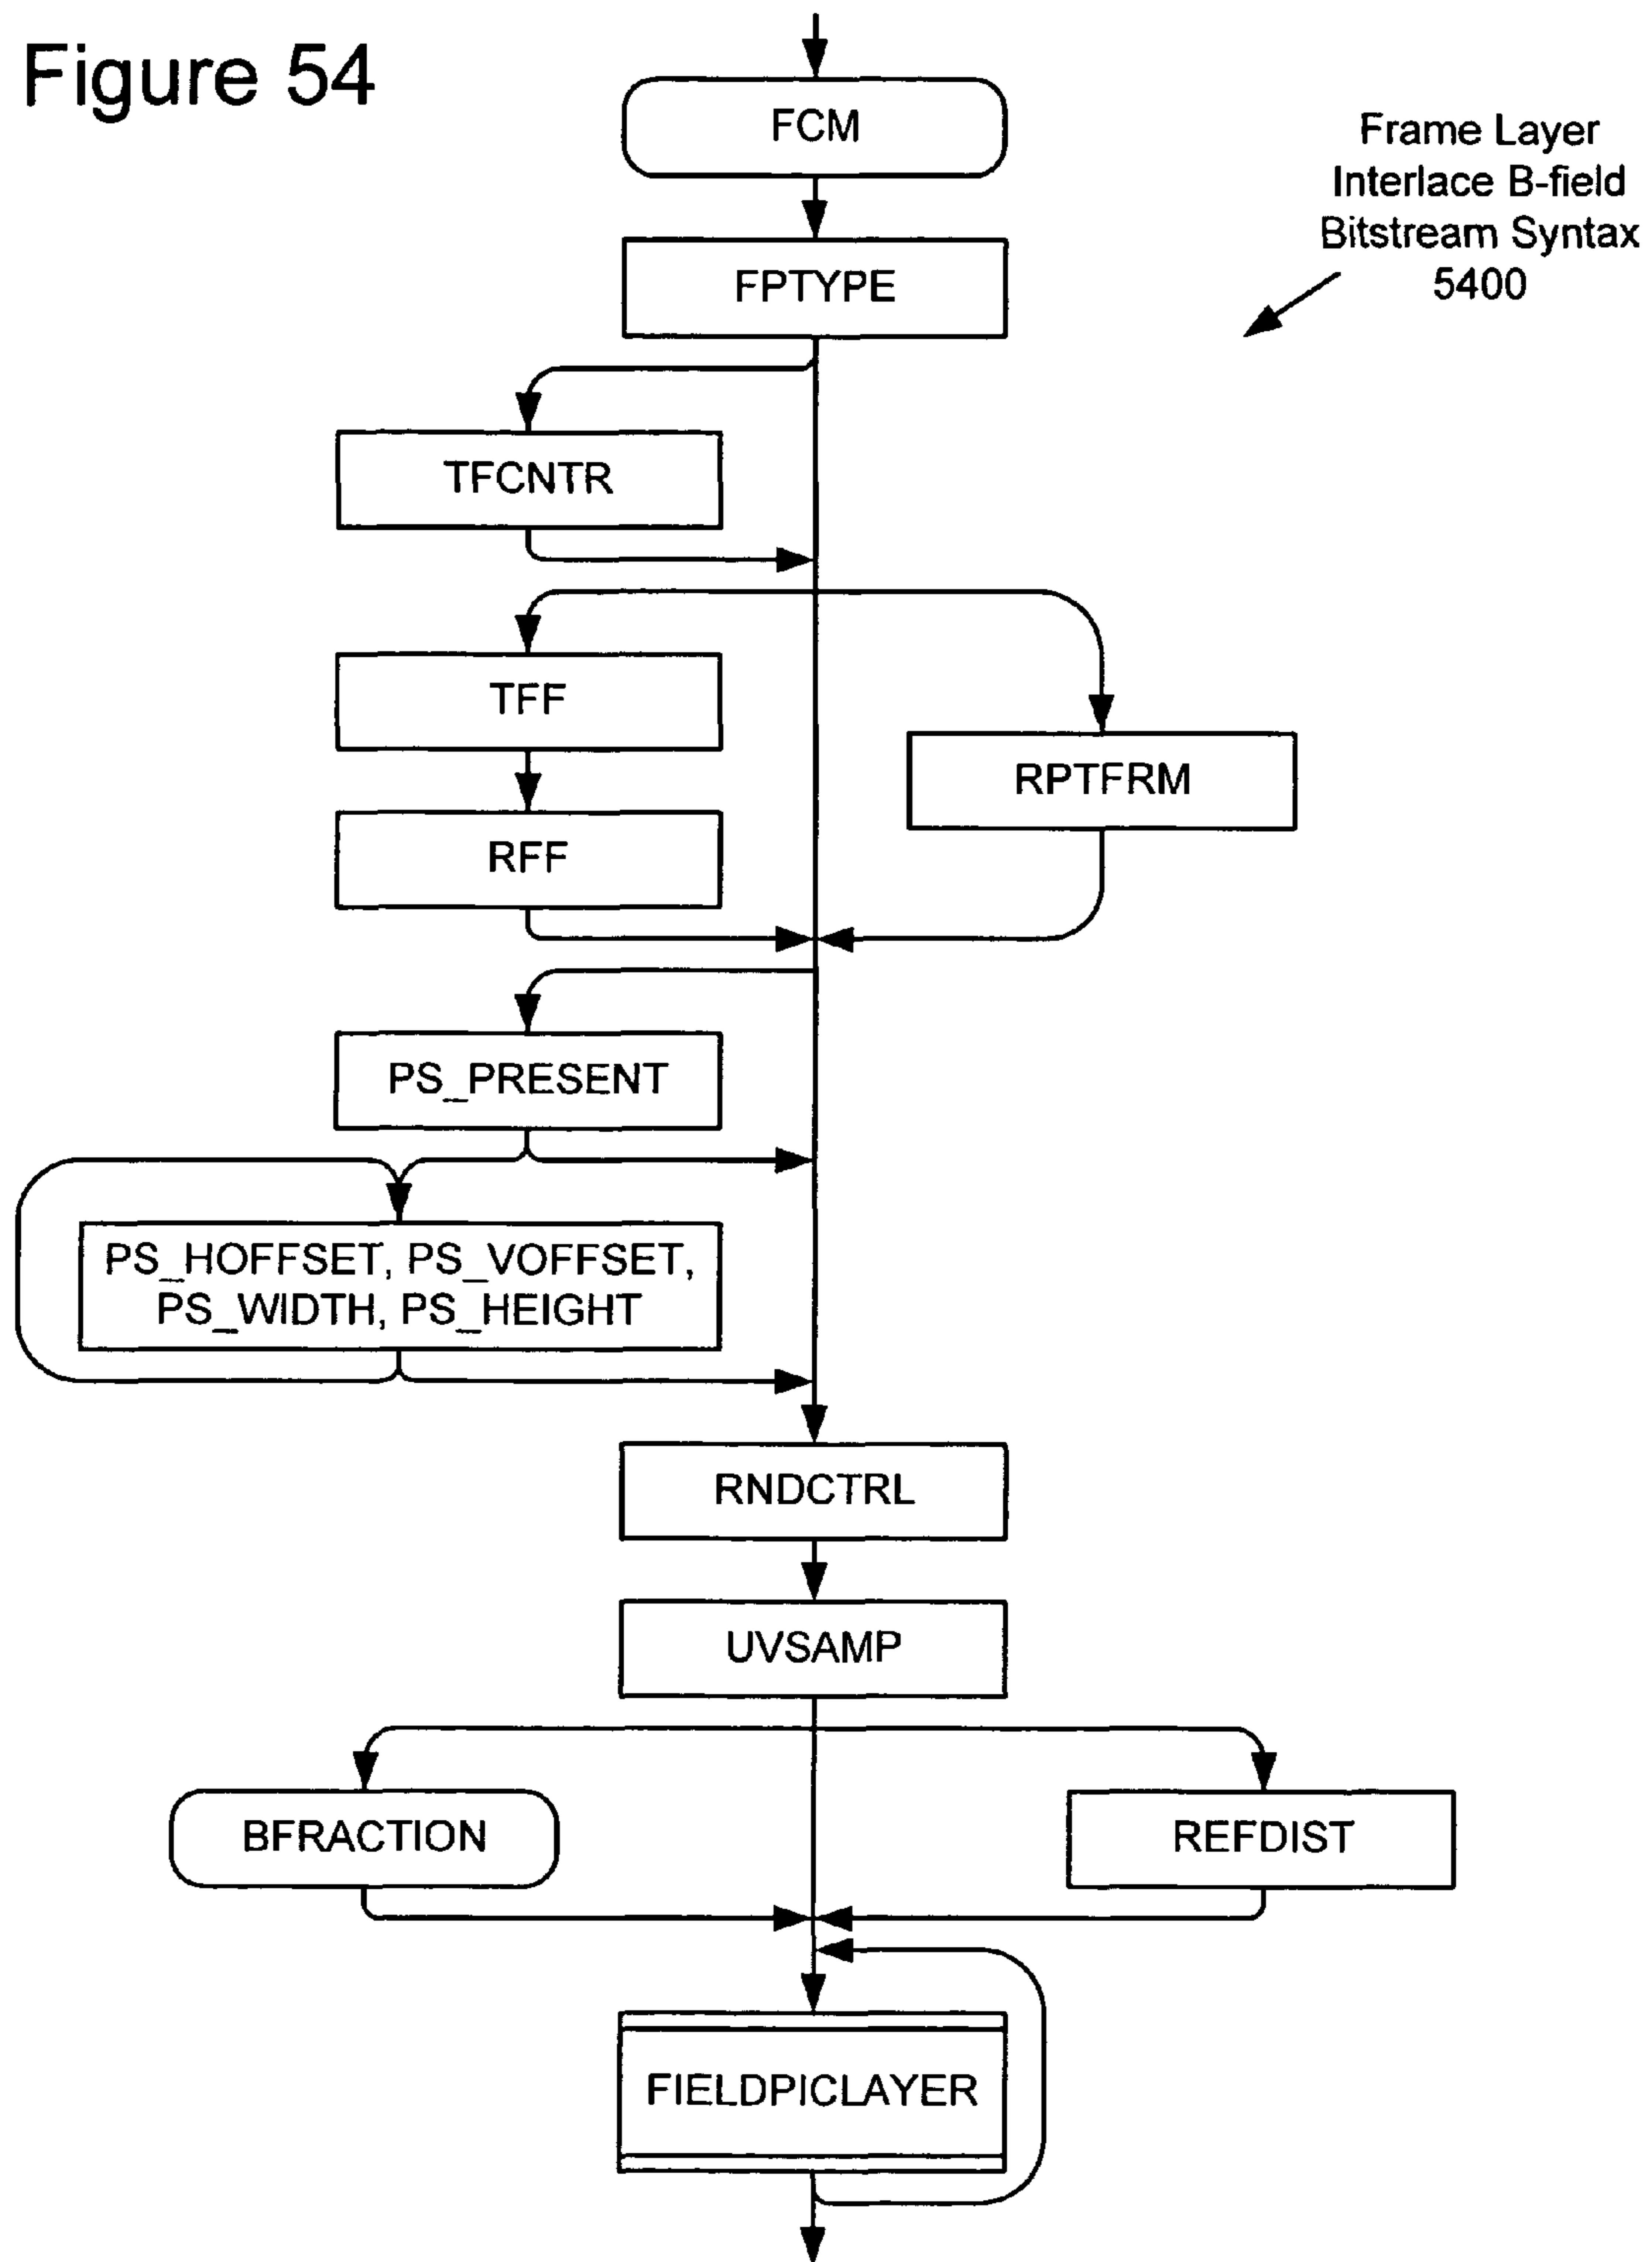 Figure 54
FCM
Frame Layer
Interlace B-field
Bitstream Syntax
5400
FPTYPE
TFCNTR
TFF
RPTFRM
RFF
PS_PRESENT
PS_HOFFSET, PS_VOFFSET,
PS_WIDTH, PS_HEIGHT
RNDCTRL
UVSAMP
BFRACTION
REFDIST
FIELDPICLAYER